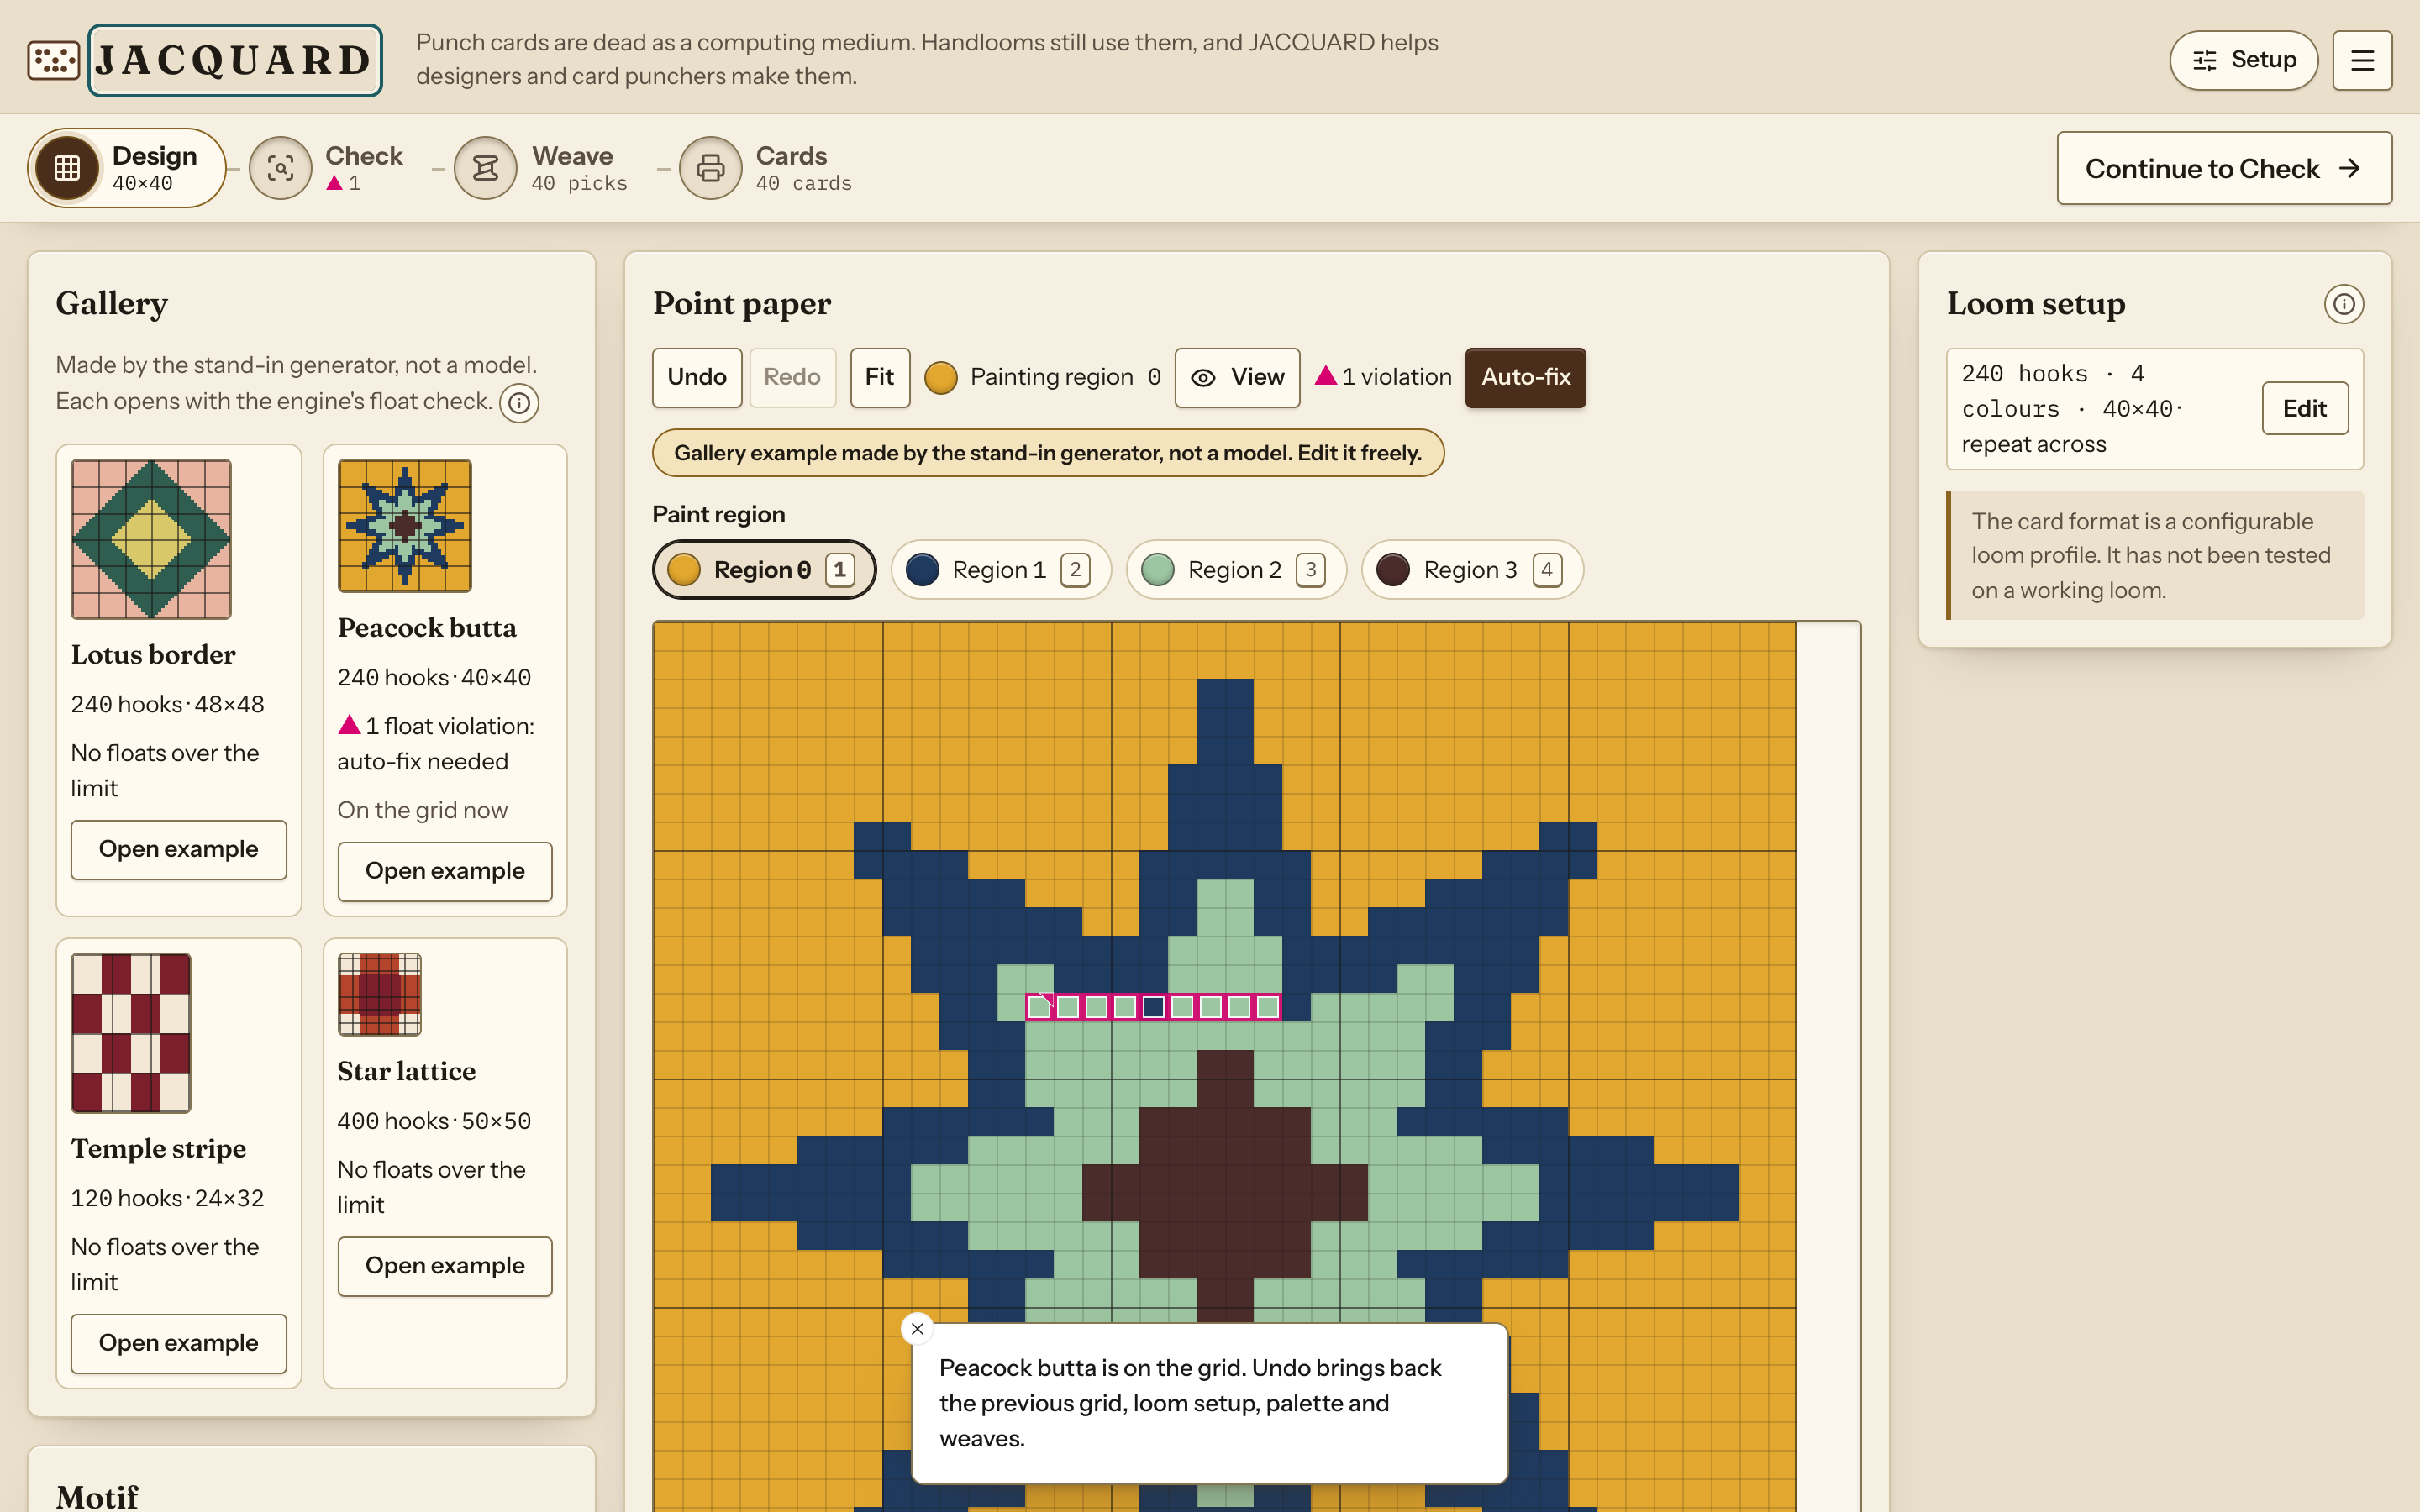 JACQUARD
Punch cards are dead as a computing medium. Handlooms still use them, and JACQUARD helps
designers and card punchers make them.
Setup
Design
40×40
Check
1
Weave
40 picks
Cards
40 cards
Continue to Check
Gallery
Made by the stand-in generator, not a model.
Each opens with the engine's float check.
Lotus border
240 hooks · 48×48
No floats over the
limit
Open example
Peacock butta
240 hooks · 40×40
1 float violation:
auto-fix needed
On the grid now
Open example
Temple stripe
120 hooks · 24×32
No floats over the
limit
Open example
Star lattice
400 hooks · 50×50
No floats over the
limit
Open example
Motif
Point paper
Undo
Redo
Fit
Painting region 0
View
1 violation
Auto-fix
Gallery example made by the stand-in generator, not a model. Edit it freely.
Paint region
Region 0 1
Region 1 2
Region 2 3
Region 3 4
Peacock butta is on the grid. Undo brings back
the previous grid, loom setup, palette and
weaves.
Loom setup
240 hooks · 4
colours · 40×40 ·
repeat across
Edit
The card format is a configurable
loom profile. It has not been tested
on a working loom.